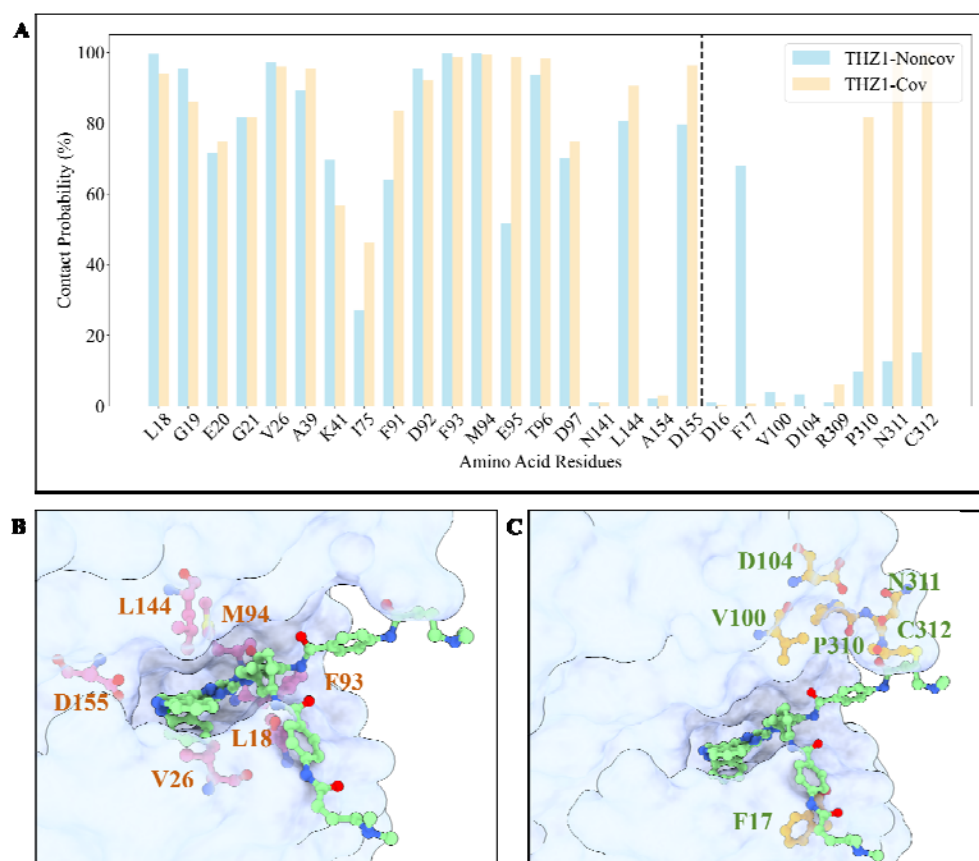 A
THZ1-Noncov
THZ1-Cov
Contact Probability (%)
100
80
60
40
20
0
L18 G19 E20 G21 V26 A39 K41 I75 F91 D92 F93 M94 E95 T96 D97 N141 L144 A154 D155 D16 F17 V100 D104 R309 P310 N311 C312
Amino Acid Residues
B
L144
M94
D155
F93
L18
V26
C
D104
N311
V100
C312
P310
F17